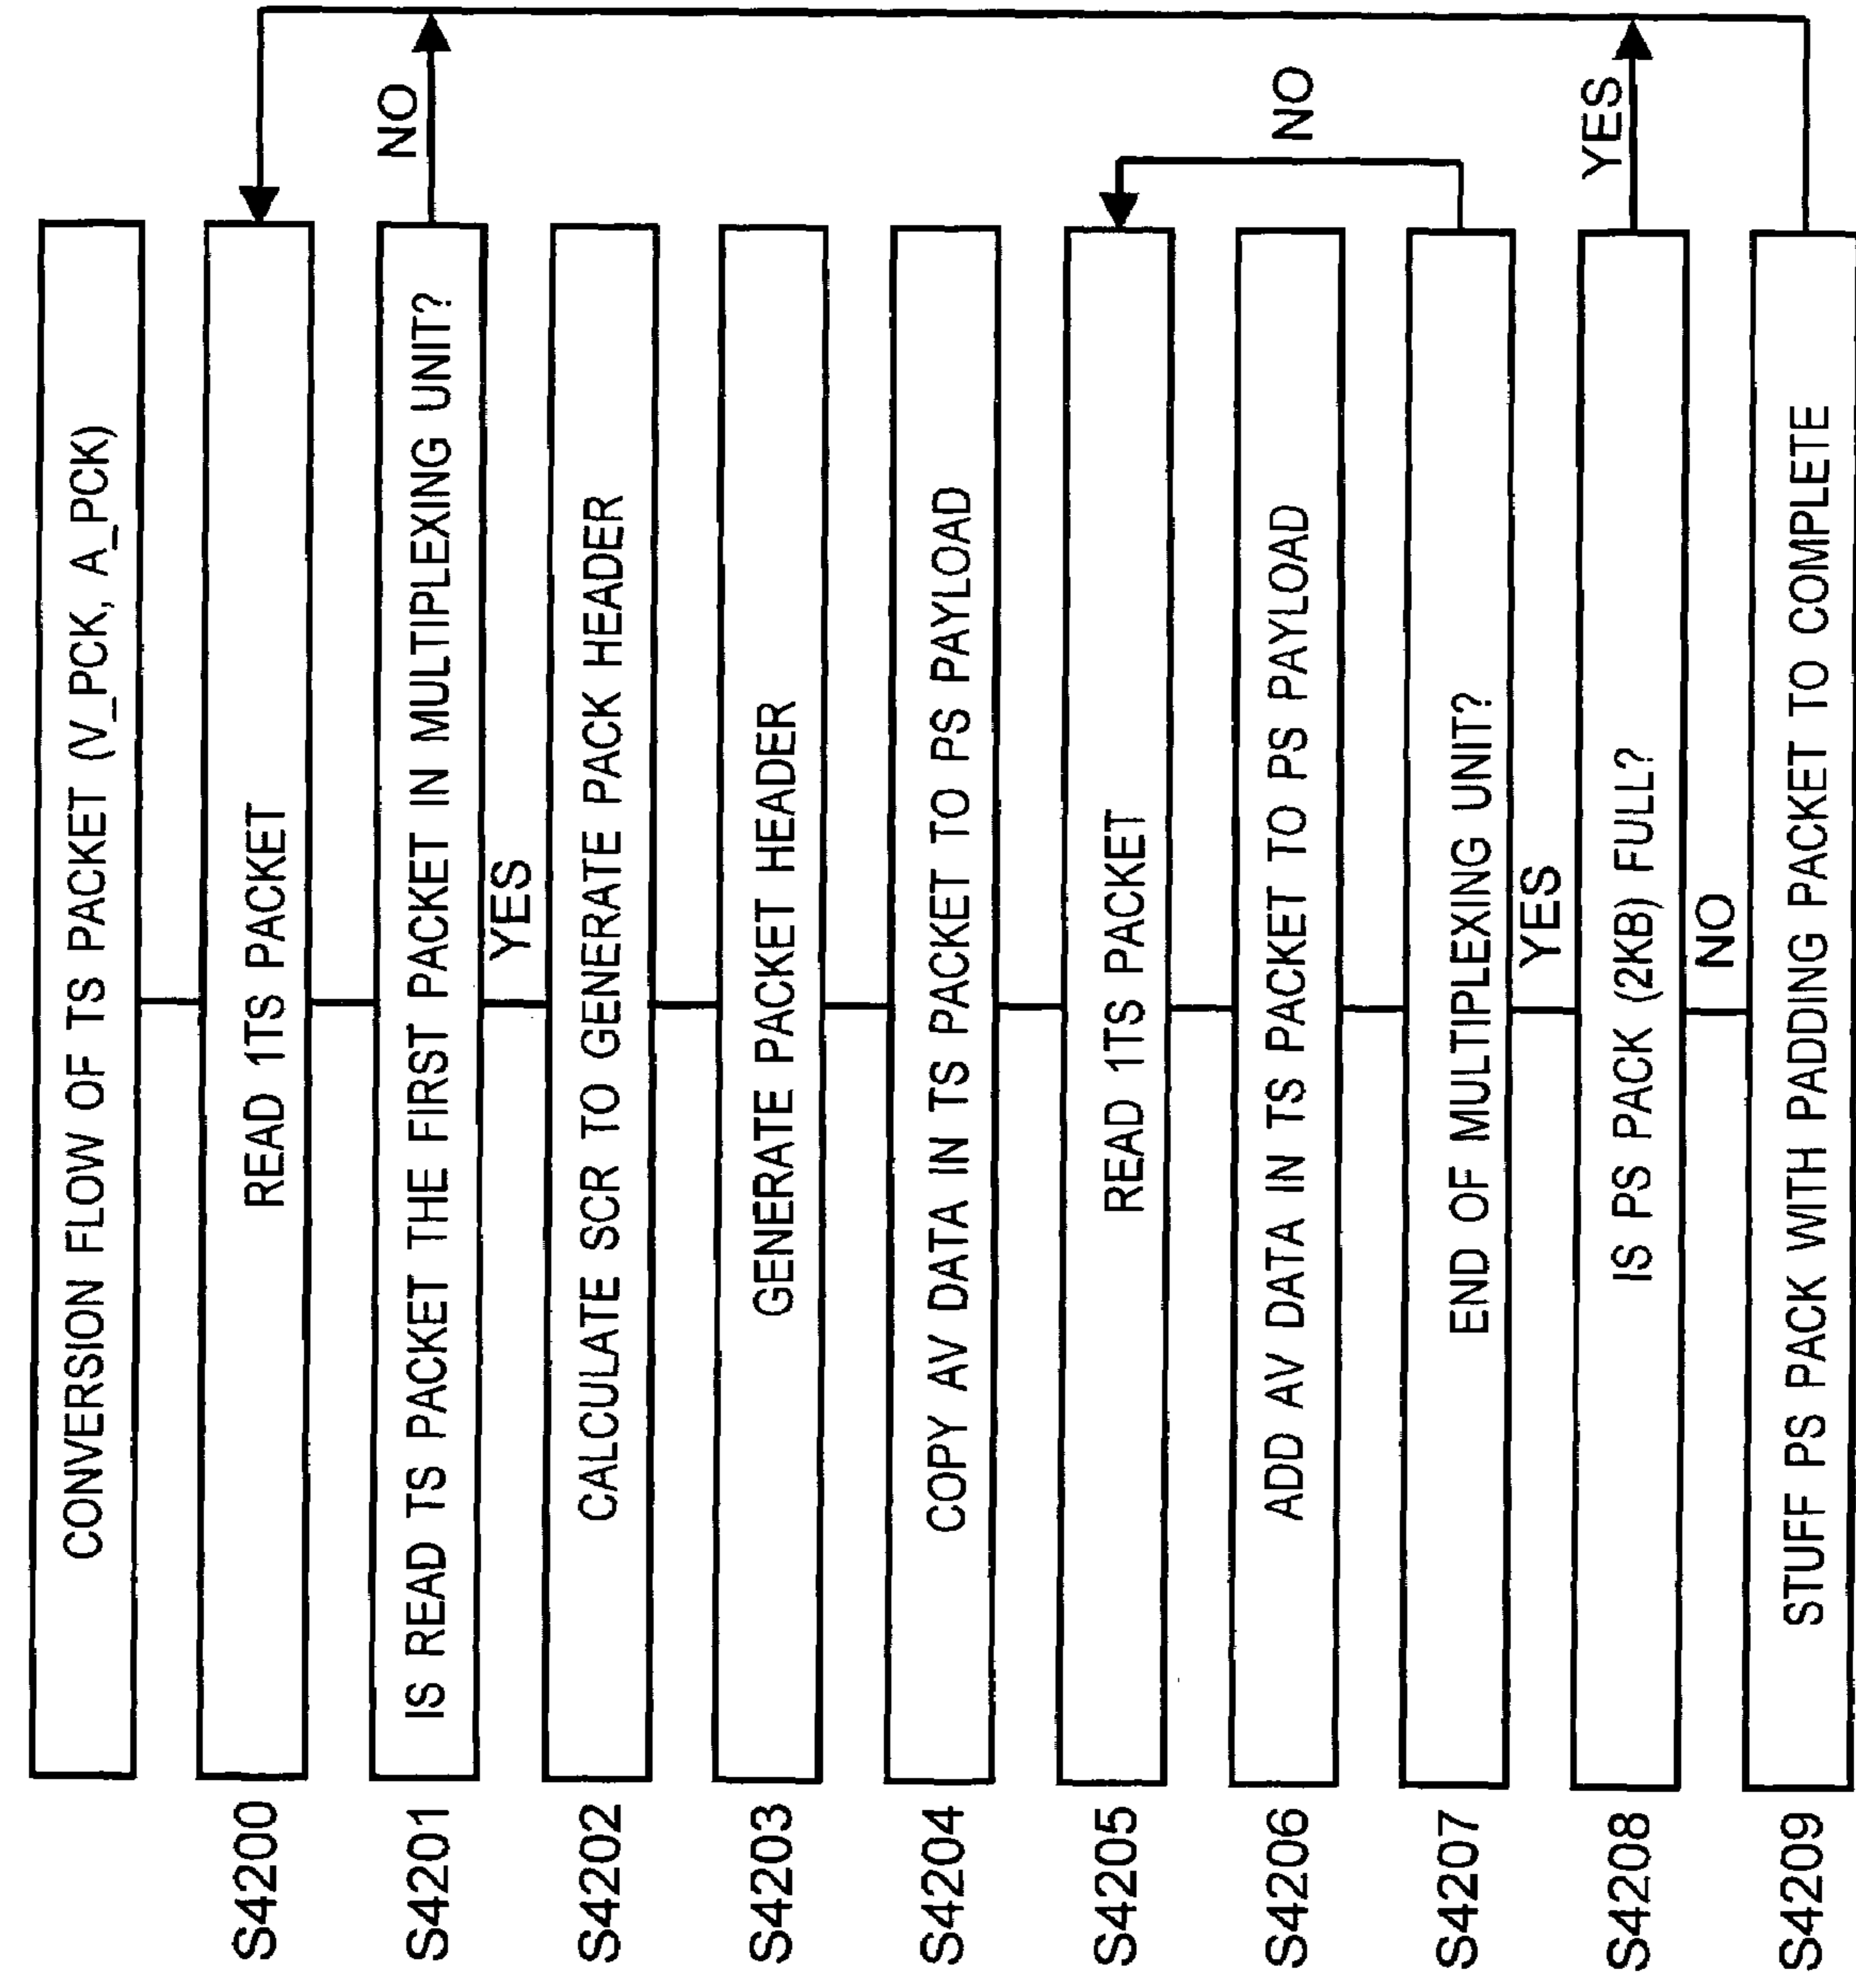 CONVERSION FLOW OF TS PACKET (V_PCK, A_PCK)
S4200
READ 1TS PACKET
S4201
IS READ TS PACKET THE FIRST PACKET IN MULTIPLEXING UNIT?
NO
YES
S4202
CALCULATE SCR TO GENERATE PACK HEADER
S4203
GENERATE PACKET HEADER
S4204
COPY AV DATA IN TS PACKET TO PS PAYLOAD
S4205
READ 1TS PACKET
S4206
ADD AV DATA IN TS PACKET TO PS PAYLOAD
NO
S4207
END OF MULTIPLEXING UNIT?
YES
S4208
IS PS PACK (2KB) FULL?
YES
NO
S4209
STUFF PS PACK WITH PADDING PACKET TO COMPLETE